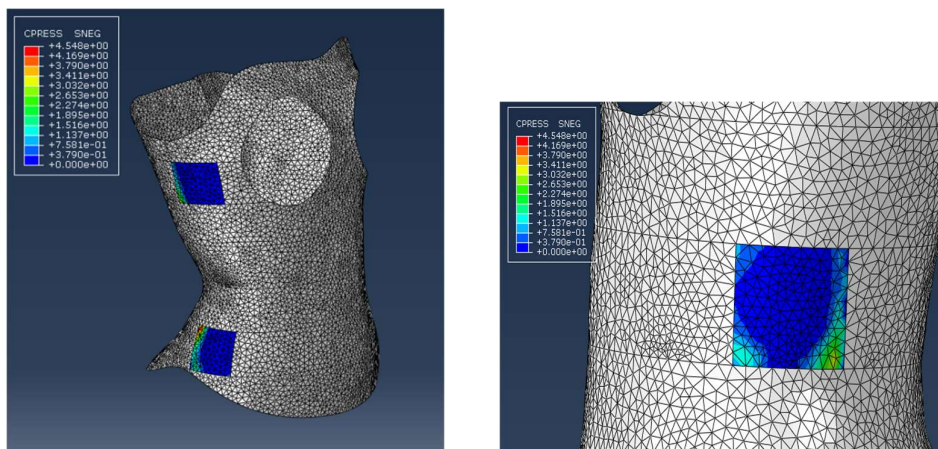 CPRESS SNEG
+4.548e+00
+4.169e+00
+3.790e+00
+3.411e+00
+3.032e+00
+2.653e+00
+2.274e+00
+1.895e+00
+1.516e+00
+1.137e+00
+7.581e-01
+3.790e-01
+0.000e+00
CPRESS SNEG
+4.548e+00
+4.169e+00
+3.790e+00
+3.411e+00
+3.032e+00
+2.653e+00
+2.274e+00
+1.895e+00
+1.516e+00
+1.137e+00
+7.581e-01
+3.790e-01
+0.000e+00